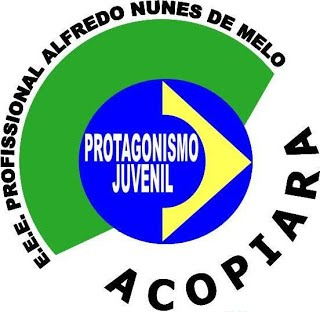 E.E.E. PROFISSIONAL ALFREDO NUNES DE MELO
PROTAGONISMO
JUVENIL
ACOPIARA